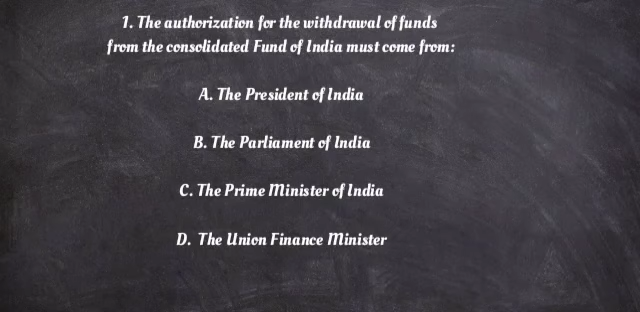 1. The authorization for the withdrawal of funds
from the consolidated Fund of India must come from:
A. The President of India
B. The Parliament of India
C. The Prime Minister of India
D. The Union Finance Minister